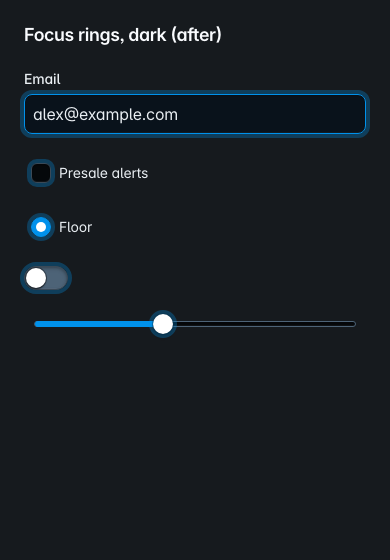 Focus rings, dark (after)
Email
alex@example.com
Presale alerts
Floor